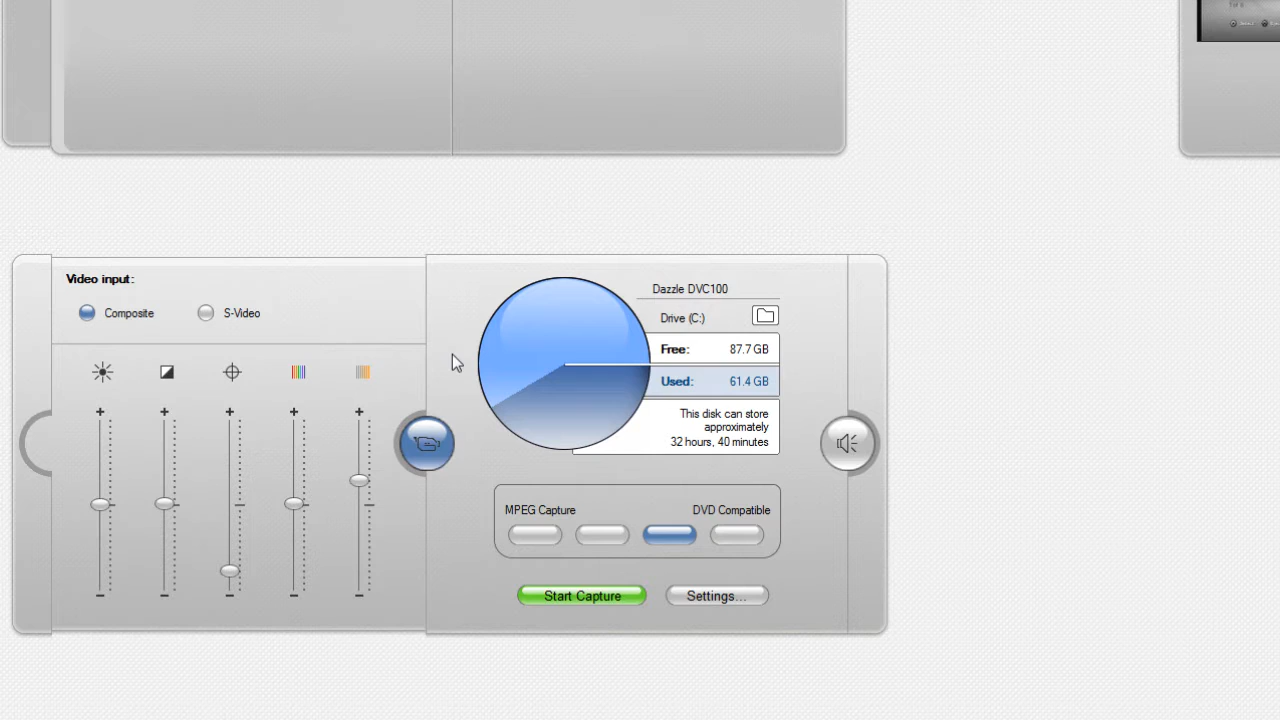 Video input:
Composite
S-Video
Dazzle DVC100
Drive (C:)
Free: 87.7 GB
Used: 61.4 GB
This disk can store
approximately
32 hours, 40 minutes
MPEG Capture
DVD Compatible
Start Capture
Settings...